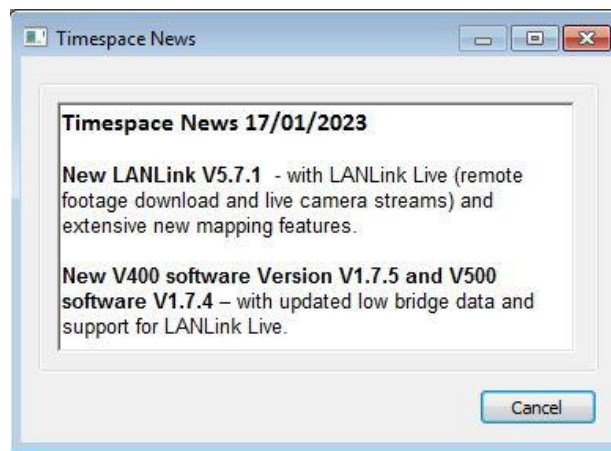 Timespace News
Timespace News 17/01/2023
New LANLink V5.7.1 - with LANLink Live (remote
footage download and live camera streams) and
extensive new mapping features.
New V400 software Version V1.7.5 and V500
software V1.7.4 – with updated low bridge data and
support for LANLink Live.
Cancel